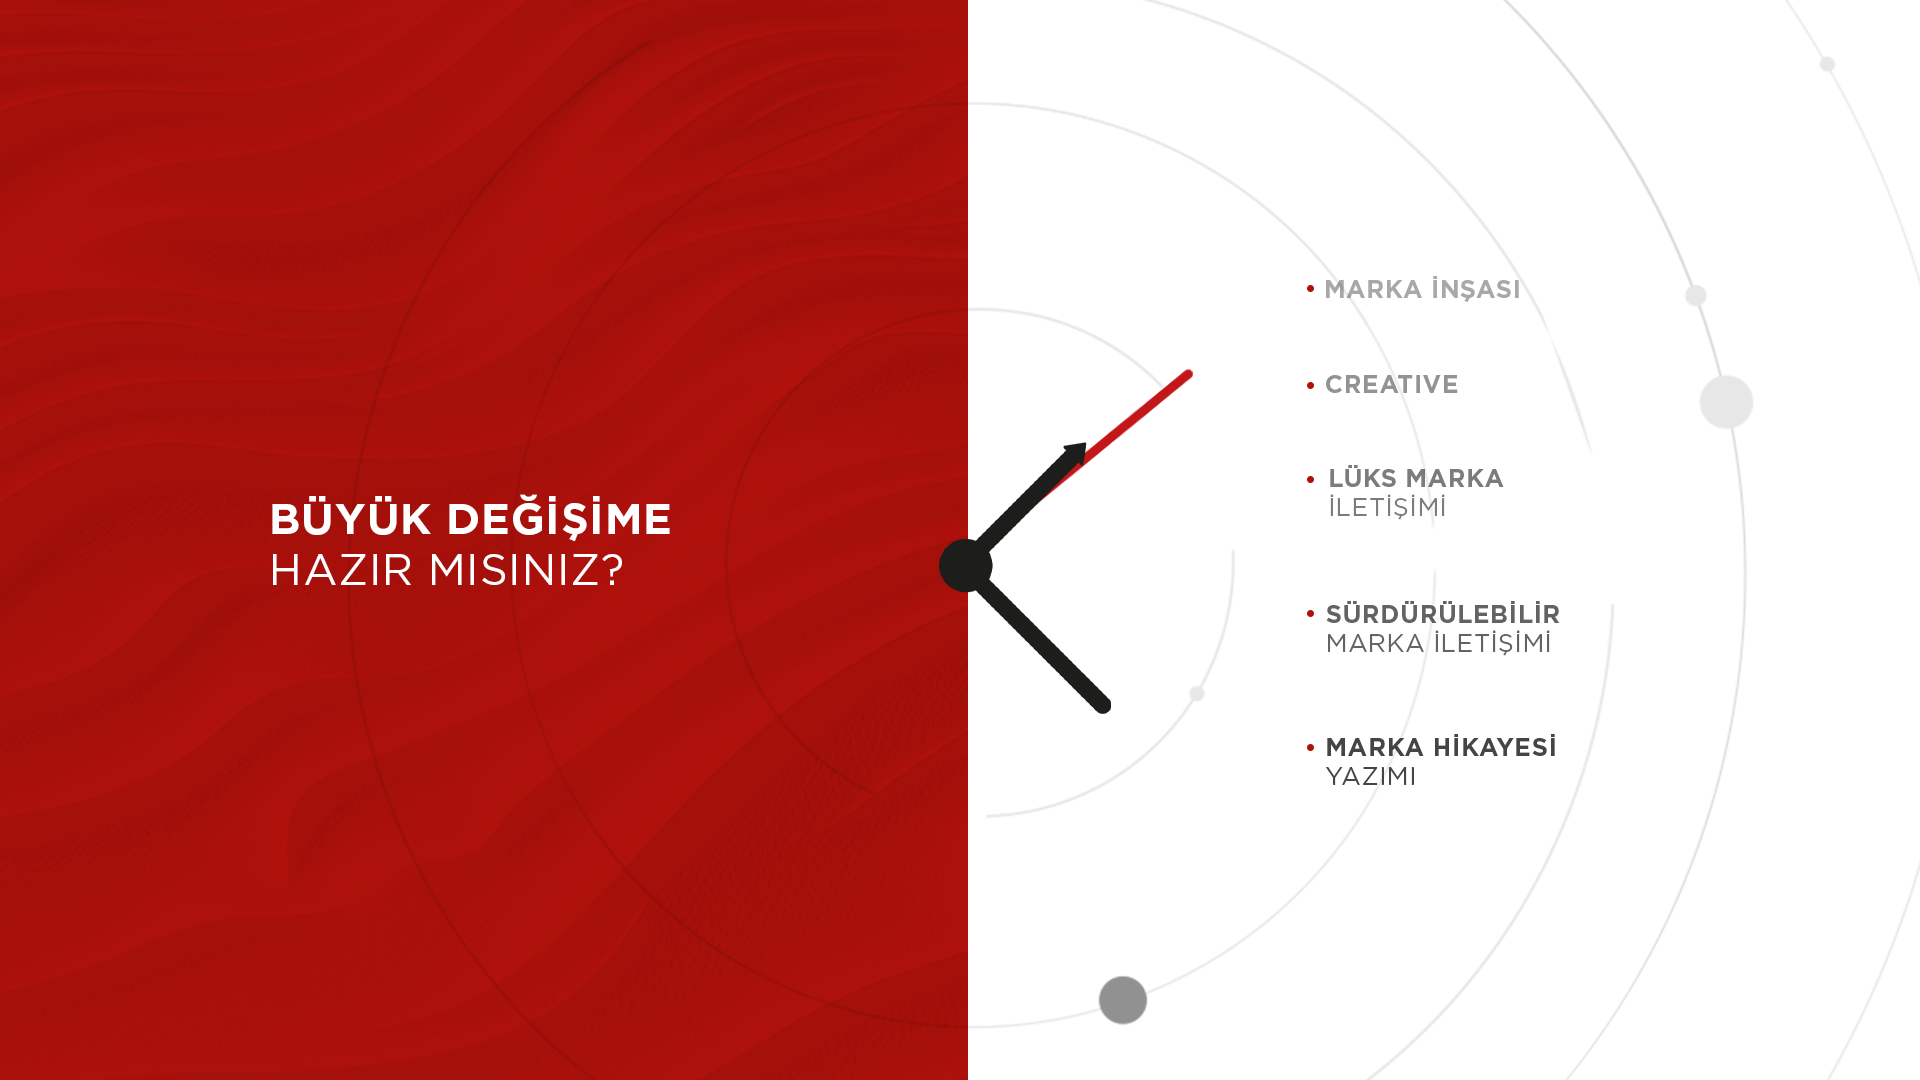 BÜYÜK DEĞİŞİME
HAZIR MISINIZ?
• MARKA İNŞASI
• CREATIVE
• LÜKS MARKA
İLETİŞİMİ
• SÜRDÜRÜLEBİLİR
MARKA İLETİŞİMİ
• MARKA HİKAYESİ
YAZIMI